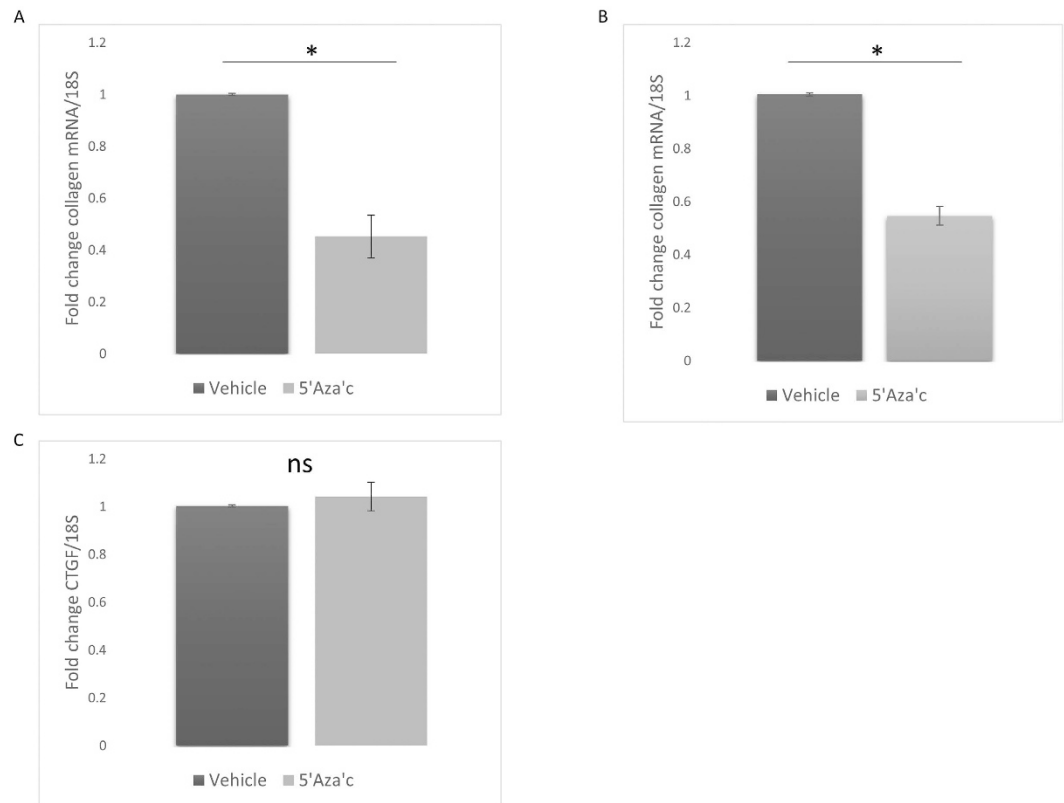 A
Fold change collagen mRNA/18S
1.2
1
0.8
0.6
0.4
0.2
0
*
Vehicle 5'Aza'c
B
Fold change collagen mRNA/18S
1.2
1
0.8
0.6
0.4
0.2
0
*
Vehicle 5'Aza'c
C
Fold change CTGF/18S
1.2
1
0.8
0.6
0.4
0.2
0
ns
Vehicle 5'Aza'c